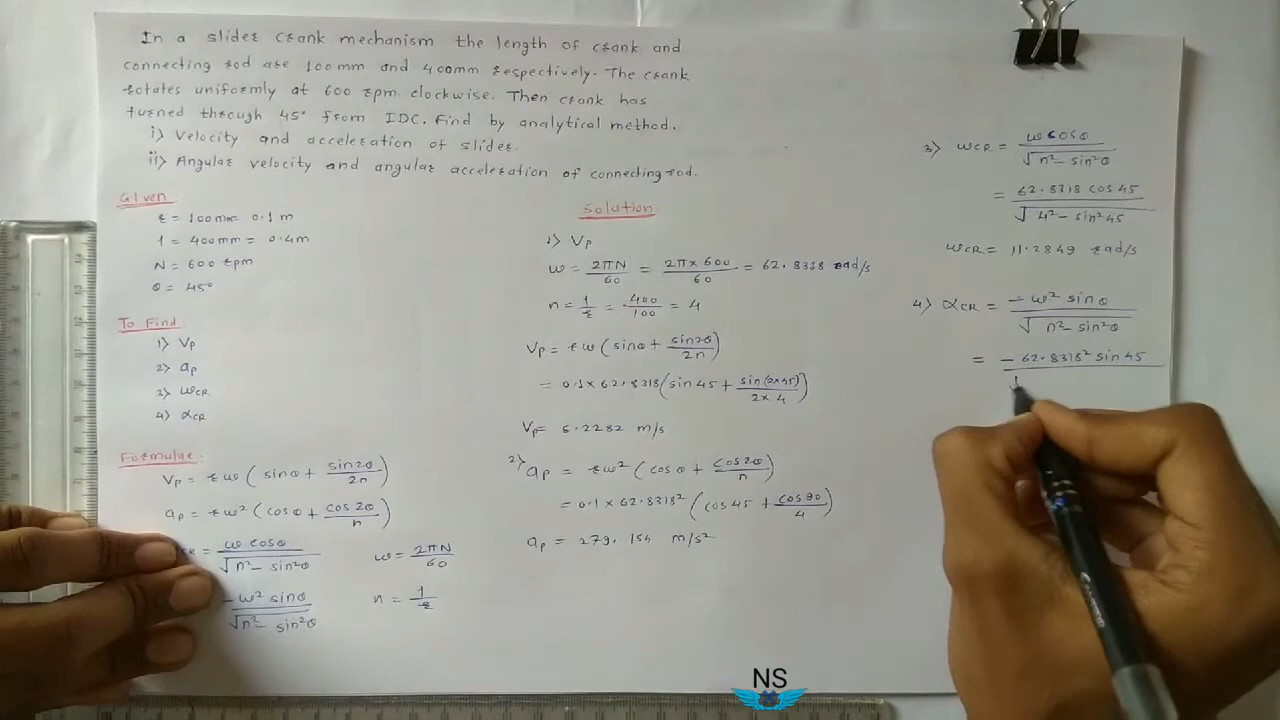 In a slider crank mechanism the length of crank and
connecting rod are 100mm and 400mm respectively. The crank
rotates uniformly at 600 rpm clockwise. Then crank has
turned through 45° from IDC. Find by analytical method.
i) Velocity and acceleration of slider.
ii) Angular velocity and angular acceleration of connecting rod.
Given
r = 100mm = 0.1 m
l = 400mm = 0.4m
N = 600 rpm
θ = 45°
To Find
1) Vp
2) ap
3) ωCR
4) αCR
Formulae:
Vp = rω ( sinθ + sin2θ / 2n )
ap = rω² ( cosθ + cos 2θ / n )
CR = ω cosθ / √n² - sin²θ
ω = 2πN / 60
- ω² sinθ / √n² - sin²θ
n = l / r
Solution
1) Vp
ω = 2πN / 60 = 2π × 600 / 60 = 62.8318 rad/s
n = l / r = 400 / 100 = 4
Vp = rω ( sinθ + sin2θ / 2n )
= 0.1 × 62.8318 ( sin 45 + sin(2×45) / 2×4 )
Vp = 5.2282 m/s
2) ap = rω² ( cosθ + cos2θ / n )
= 0.1 × 62.8318² ( cos 45 + cos 90 / 4 )
ap = 279.154 m/s²
3) ωCR = ω cosθ / √n² - sin²θ
= 62.8318 cos 45 / √4² - sin²45
ωCR = 11.2849 rad/s
4) αCR = - ω² sinθ / √n² - sin²θ
= - 62.8318² sin 45
NS